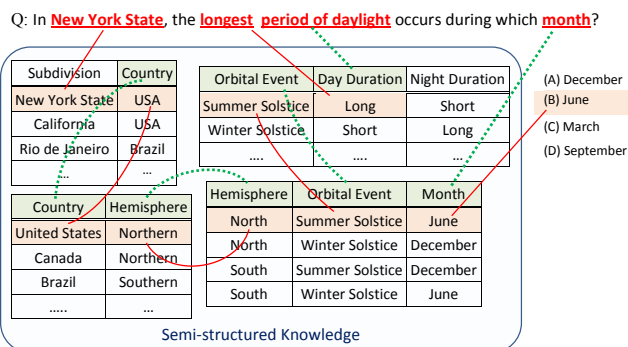 Q: In New York State, the longest period of daylight occurs during which month?
Subdivision Country
New York State USA
California USA
Rio de Janeiro Brazil
... ...
Orbital Event Day Duration Night Duration
Summer Solstice Long Short
Winter Solstice Short Long
.... .... ...
(A) December
(B) June
(C) March
(D) September
Country Hemisphere
United States Northern
Canada Northern
Brazil Southern
..... ...
Hemisphere Orbital Event Month
North Summer Solstice June
North Winter Solstice December
South Summer Solstice December
South Winter Solstice June
Semi-structured Knowledge